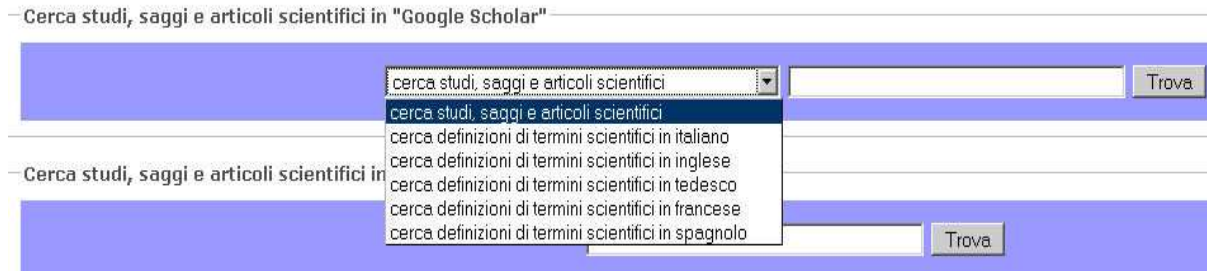 Cerca studi, saggi e articoli scientifici in "Google Scholar"
cerca studi, saggi e articoli scientifici
Trova
cerca studi, saggi e articoli scientifici
cerca definizioni di termini scientifici in italiano
cerca definizioni di termini scientifici in inglese
Cerca studi, saggi e articoli scientifici in
cerca definizioni di termini scientifici in tedesco
cerca definizioni di termini scientifici in francese
cerca definizioni di termini scientifici in spagnolo
Trova